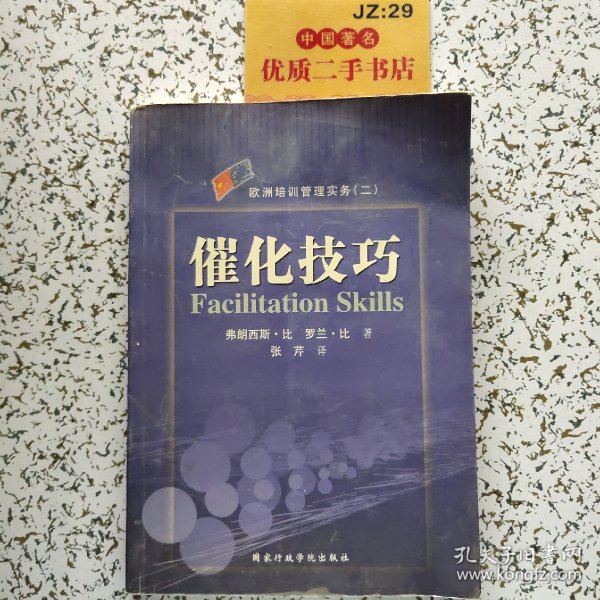 JZ:29
中国著名
优质二手书店
欧洲培训管理实务(二)
催化技巧
Facilitation Skills
弗朗西斯·比 罗兰·比 著
张芹 译
国家行政学院出版社
孔夫子旧书网
www.kongfz.com